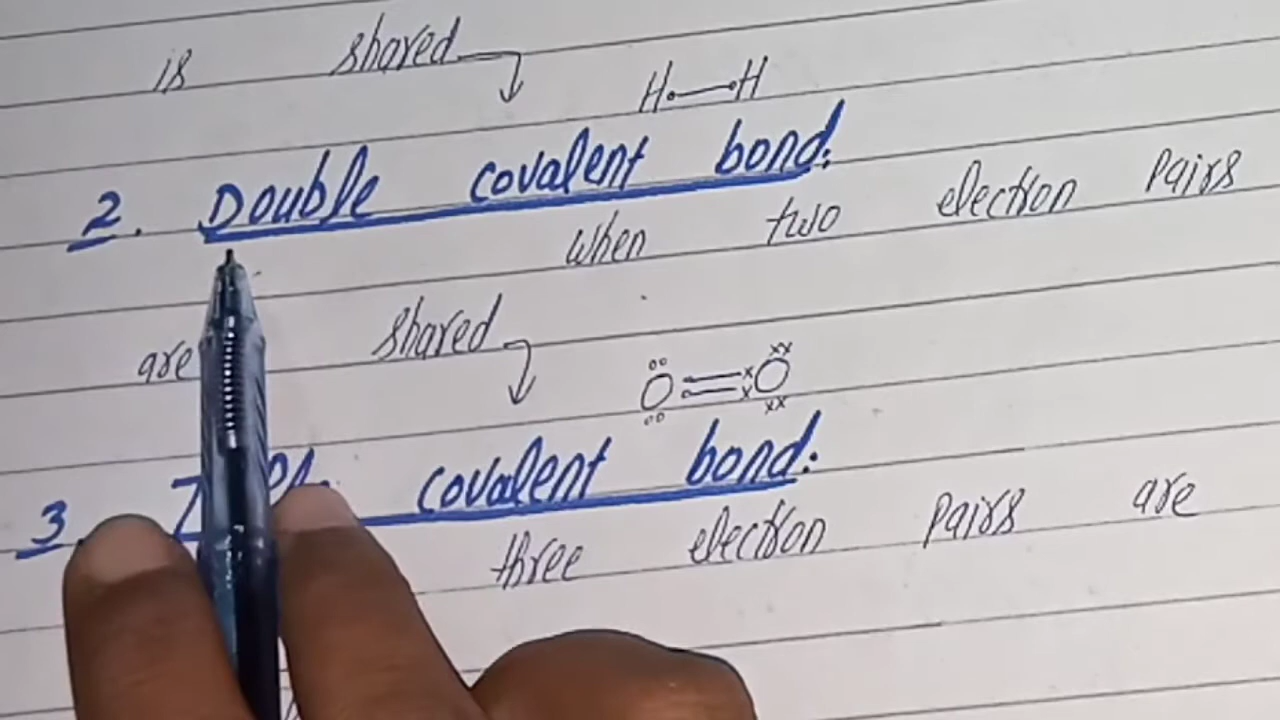 is shared
H—H
2. Double covalent bond:
when two electron pairs
are shared
O=O
3. covalent bond:
three electron pairs are